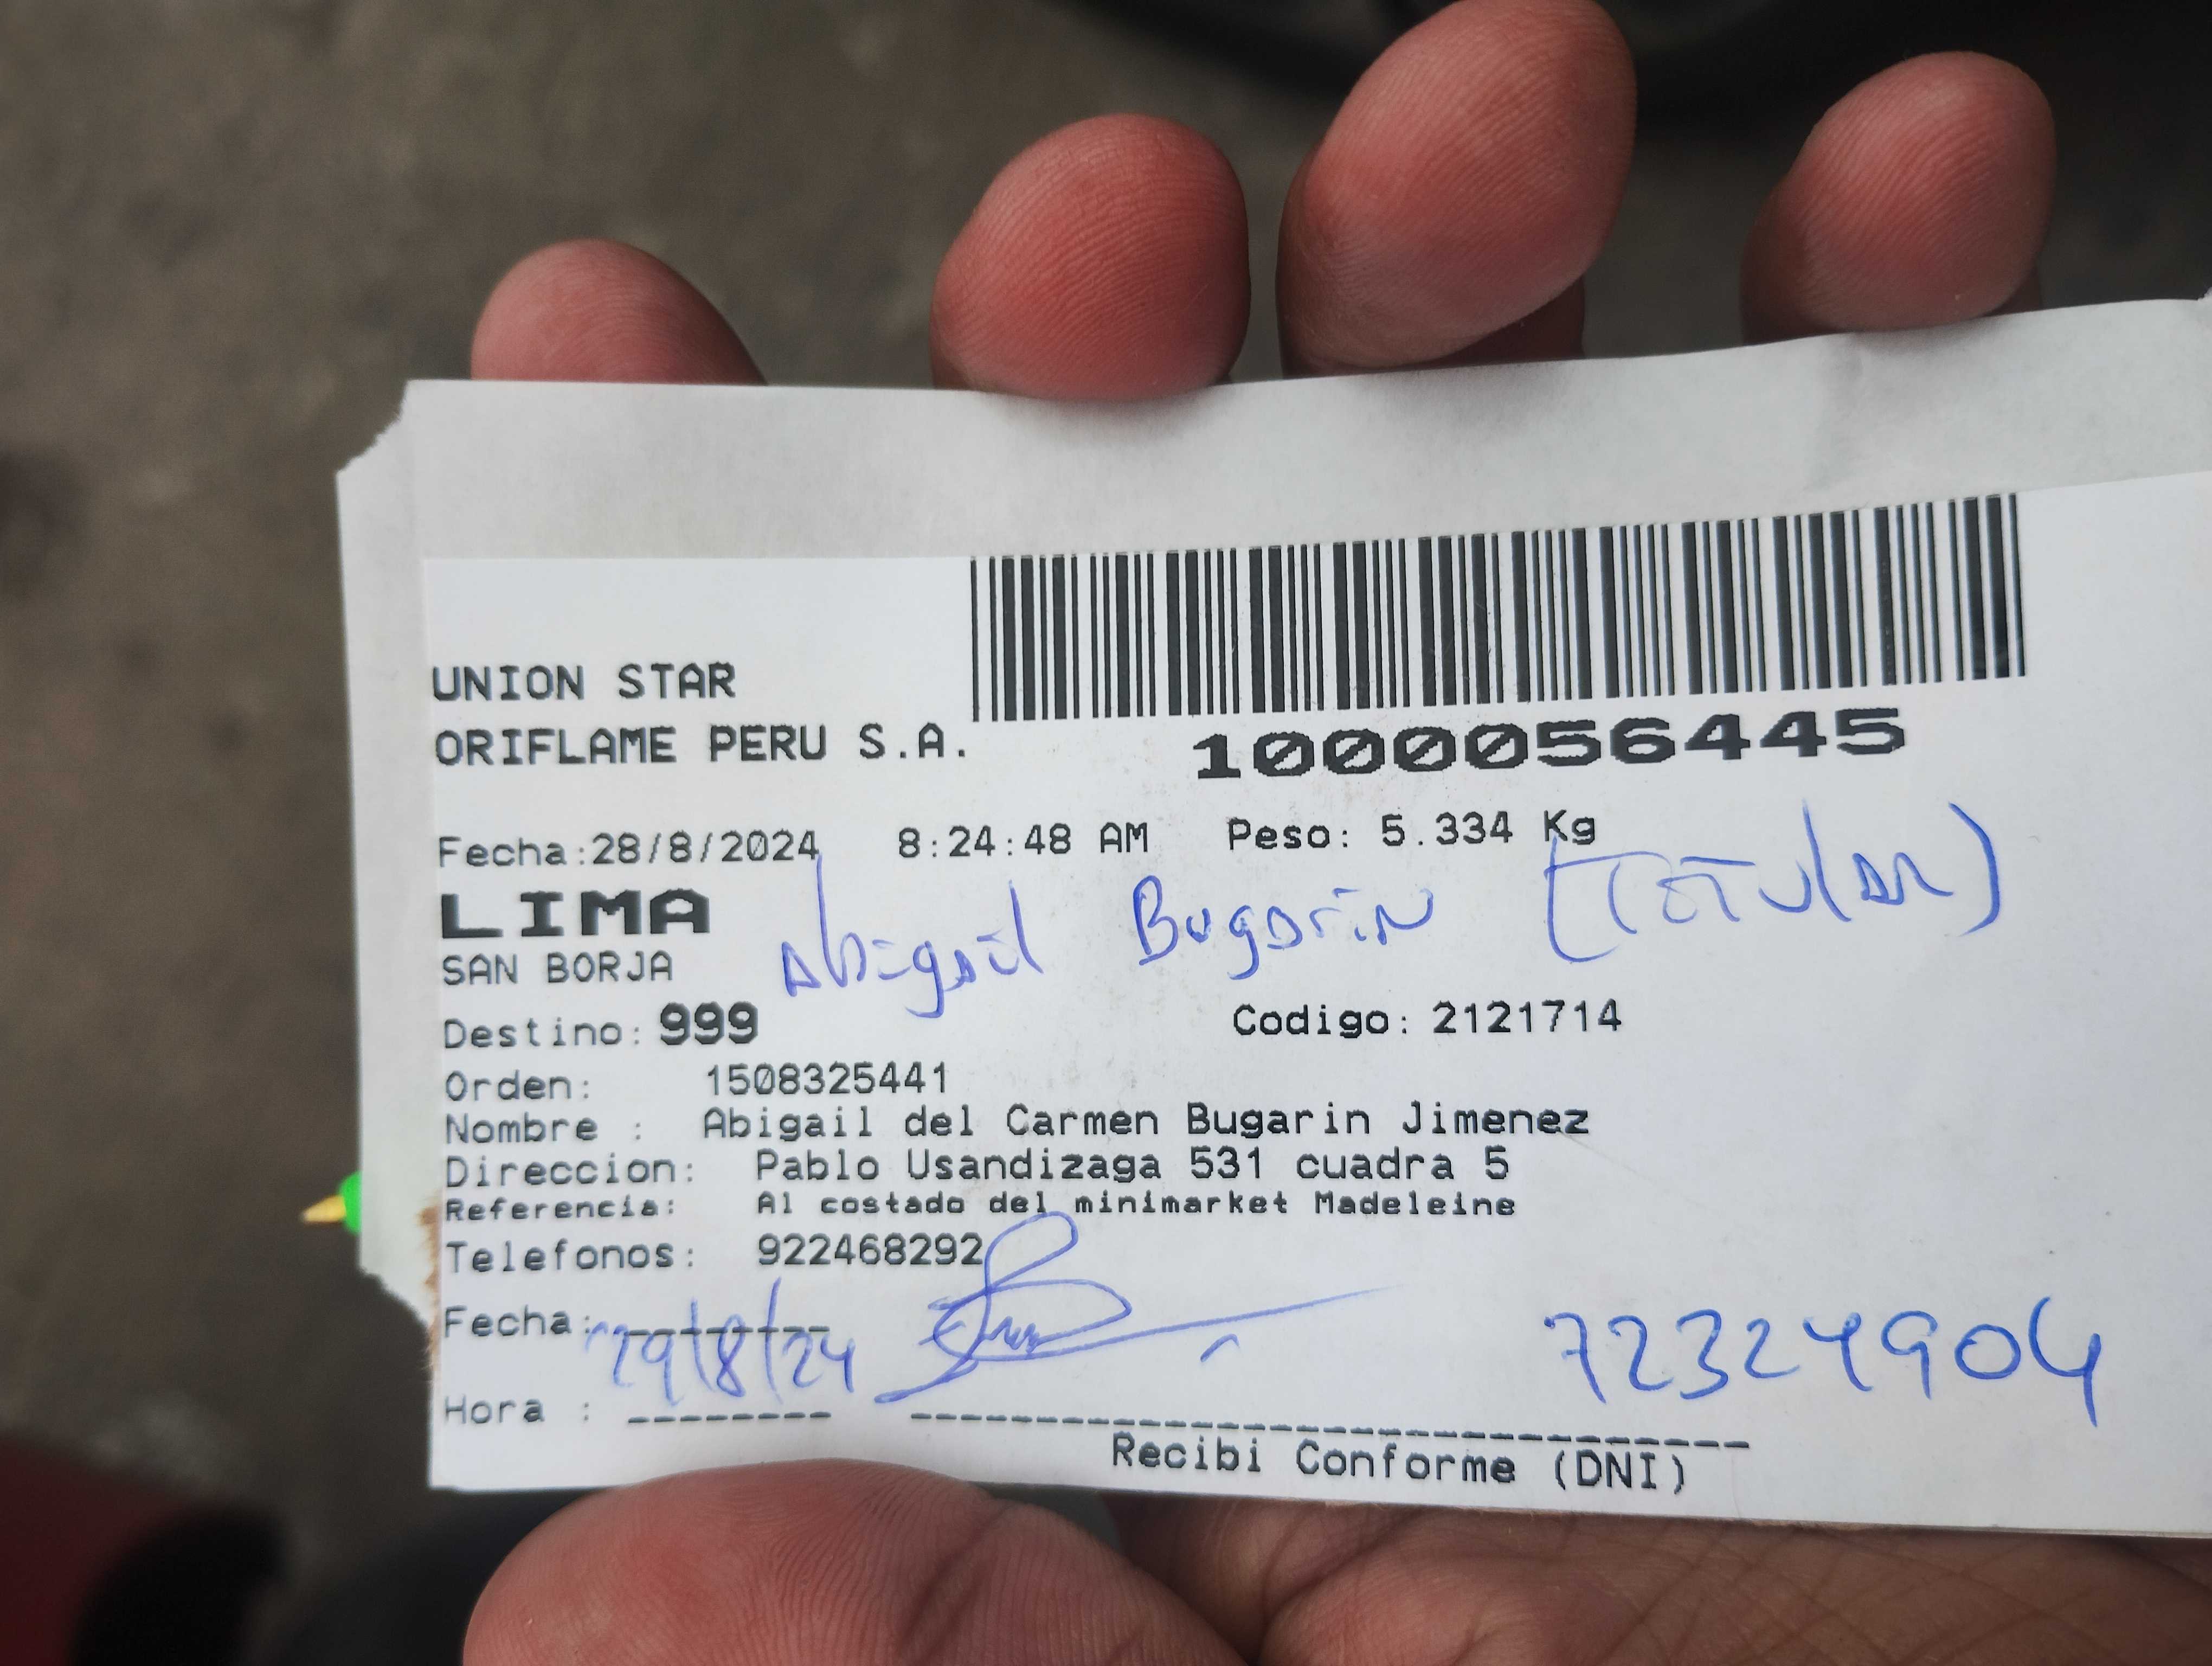 UNION STAR
ORIFLAME PERU S.A.
1000056445
Fecha:28/8/2024 8:24:48 AM Peso: 5.334 Kg
LIMA
Abigail Bugarin (TiTular)
SAN BORJA
Destino: 999 Codigo: 2121714
Orden: 1508325441
Nombre : Abigail del Carmen Bugarin Jimenez
Direccion: Pablo Usandizaga 531 cuadra 5
Referencia: Al costado del minimarket Madeleine
Telefonos: 922468292
Fecha: 29/8/24 72324904
Hora :
Recibi Conforme (DNI)